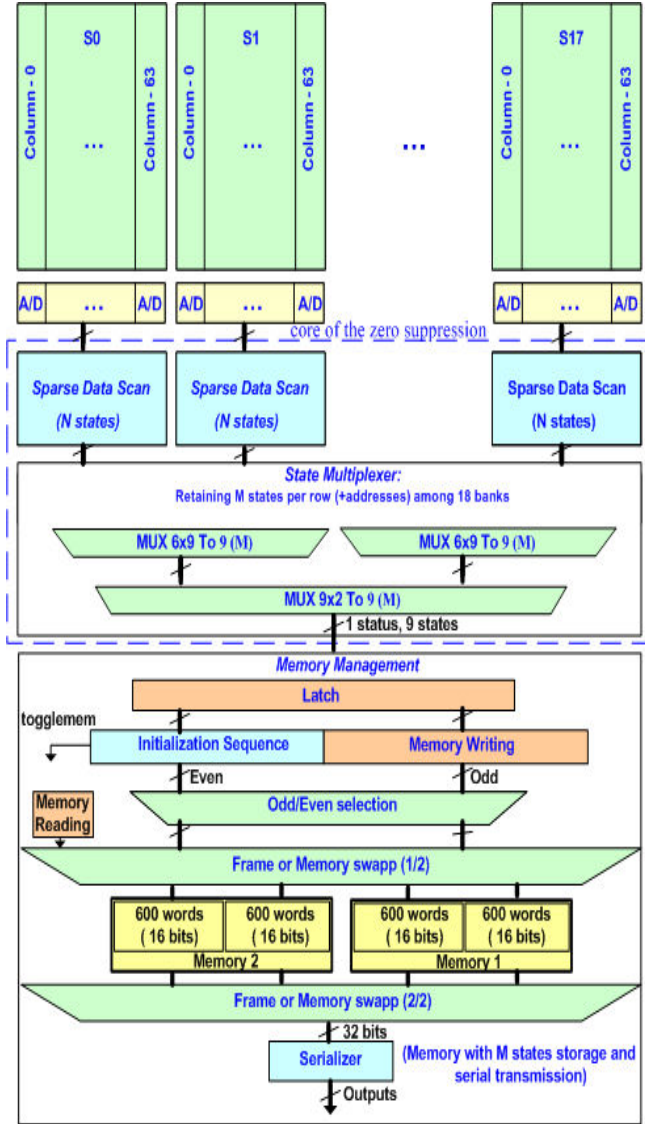 S0 S1 S17
Column - 0 ... Column - 63 Column - 0 ... Column - 63 ... Column - 0 ... Column - 63
A/D ... A/D A/D ... A/D A/D ... A/D
core of the zero suppression
Sparse Data Scan Sparse Data Scan Sparse Data Scan
(N states) (N states) (N states)
State Multiplexer:
Retaining M states per row (+addresses) among 18 banks
MUX 6x9 To 9 (M) MUX 6x9 To 9 (M)
MUX 9x2 To 9 (M)
1 status, 9 states
Memory Management
Latch
togglemem
Initialization Sequence Memory Writing
Even Odd
Memory
Reading
Odd/Even selection
Frame or Memory swapp (1/2)
600 words 600 words 600 words 600 words
( 16 bits) ( 16 bits) ( 16 bits) ( 16 bits)
Memory 2 Memory 1
Frame or Memory swapp (2/2)
32 bits
Serializer
(Memory with M states storage and
serial transmission)
Outputs